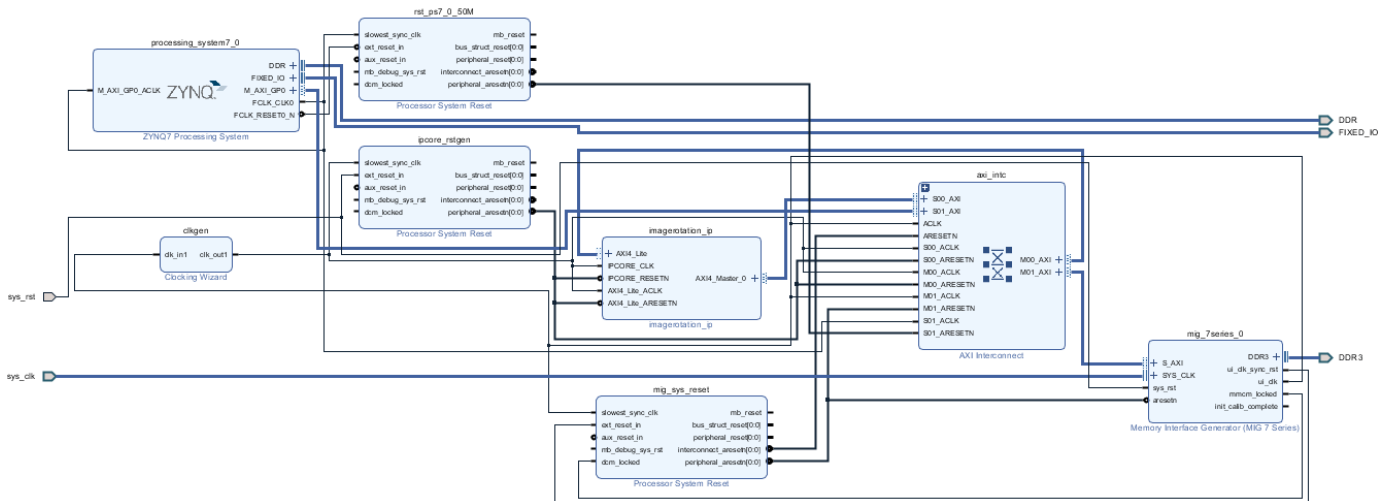 rst_ps7_0_50M
slowest_sync_clk
ext_reset_in
aux_reset_in
mb_debug_sys_rst
dcm_locked
mb_reset
bus_struct_reset[0:0]
peripheral_reset[0:0]
interconnect_aresetn[0:0]
peripheral_aresetn[0:0]
Processor System Reset
processing_system7_0
M_AXI_GP0_ACLK
ZYNQ
DDR
FIXED_IO
M_AXI_GP0
FCLK_CLK0
FCLK_RESET0_N
ZYNQ7 Processing System
DDR
FIXED_IO
ipcore_rstgen
slowest_sync_clk
ext_reset_in
aux_reset_in
mb_debug_sys_rst
dcm_locked
mb_reset
bus_struct_reset[0:0]
peripheral_reset[0:0]
interconnect_aresetn[0:0]
peripheral_aresetn[0:0]
Processor System Reset
clkgen
clk_in1
clk_out1
Clocking Wizard
sys_rst
sys_clk
imagerotation_ip
AXI4_Lite
IPCORE_CLK
IPCORE_RESETN
AXI4_Lite_ACLK
AXI4_Lite_ARESETN
AXI4_Master_0
imagerotation_ip
axi_intc
S00_AXI
S01_AXI
ACLK
ARESETN
S00_ACLK
S00_ARESETN
M00_ACLK
M00_ARESETN
M01_ACLK
M01_ARESETN
S01_ACLK
S01_ARESETN
M00_AXI
M01_AXI
AXI Interconnect
mig_7series_0
S_AXI
SYS_CLK
sys_rst
aresetn
DDR3
ui_clk_sync_rst
ui_clk
mmcm_locked
init_calib_complete
Memory Interface Generator (MIG 7 Series)
DDR3
mig_sys_reset
slowest_sync_clk
ext_reset_in
aux_reset_in
mb_debug_sys_rst
dcm_locked
mb_reset
bus_struct_reset[0:0]
peripheral_reset[0:0]
interconnect_aresetn[0:0]
peripheral_aresetn[0:0]
Processor System Reset